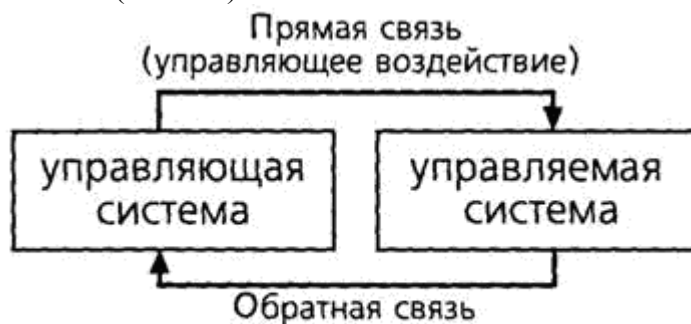 Прямая связь
(управляющее воздействие)
управляющая
система
управляемая
система
Обратная связь